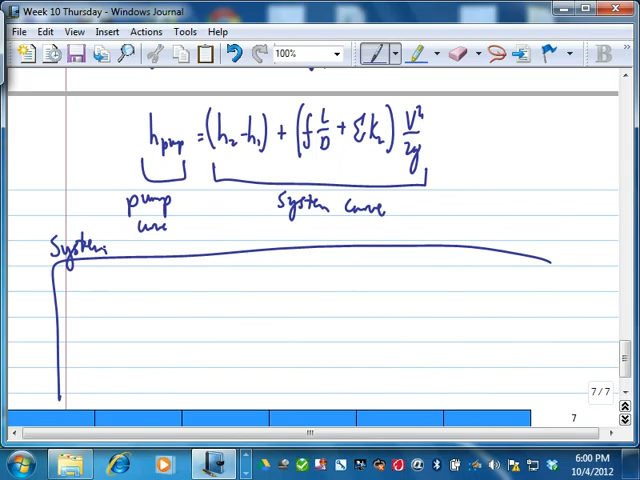 Week 10 Thursday - Windows Journal
File Edit View Insert Actions Tools Help
100%
h_pump = (h₂ - h₁) + (f L/D + ΣK_L) V²/2g
pump System curve
curve
System
7/7
7
6:00 PM
10/4/2012